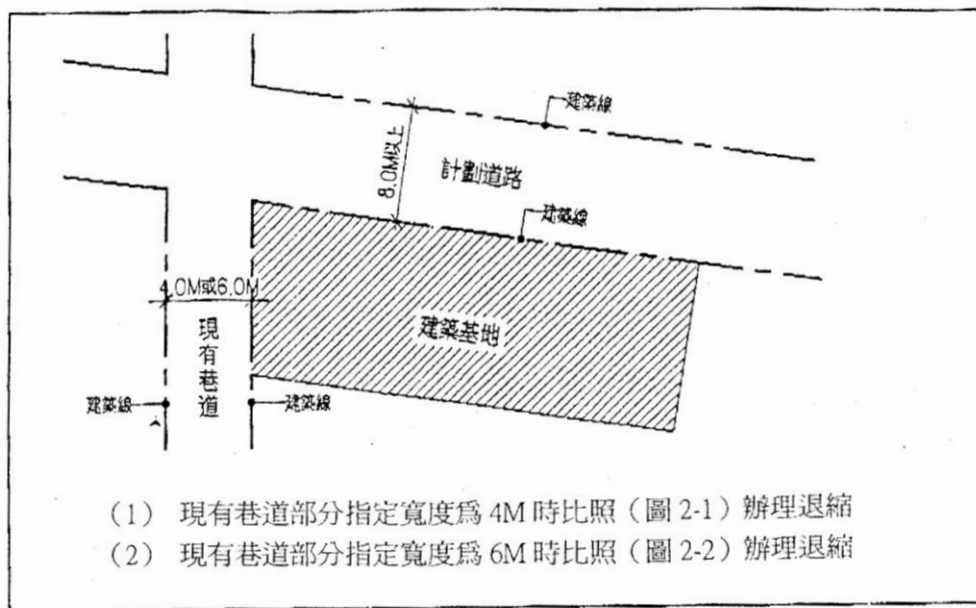 建築線
8.0M以上
計劃道路
建築線
4.0M或6.0M
建築基地
現有巷道
建築線
建築線
(1) 現有巷道部分指定寬度爲 4M 時比照（圖 2-1）辦理退縮
(2) 現有巷道部分指定寬度爲 6M 時比照（圖 2-2）辦理退縮